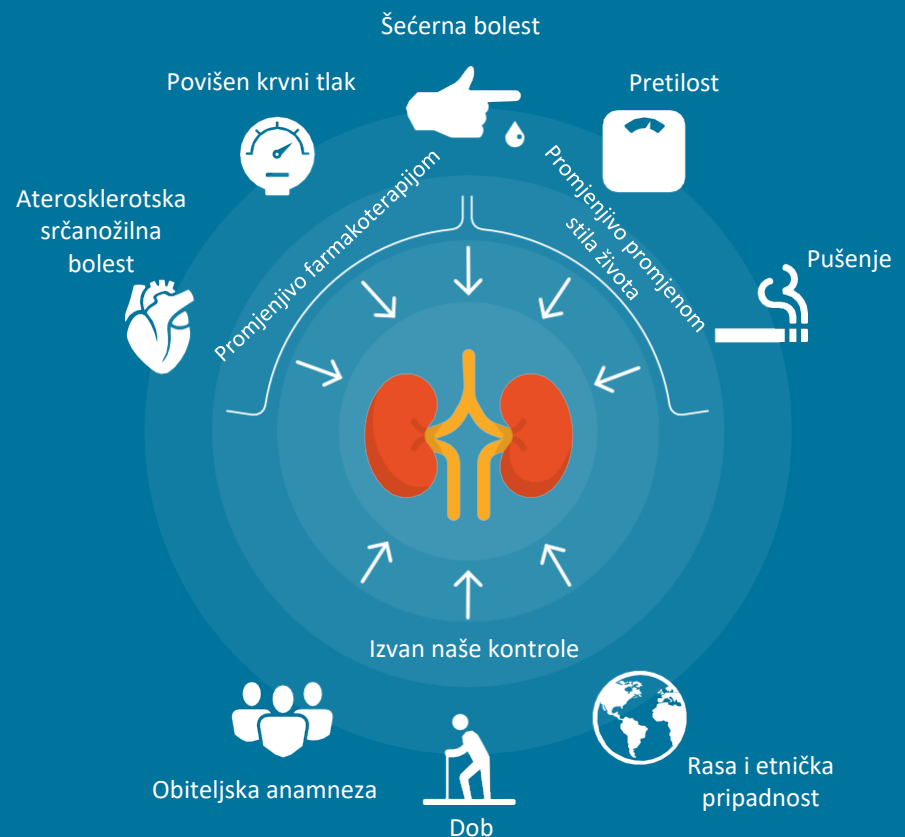 Šećerna bolest
Povišen krvni tlak
Pretilost
Aterosklerotska
srčanožilna
bolest
Promjenjivo farmakoterapijom
Promjenjivo promjenom
stila života
Pušenje
Izvan naše kontrole
Obiteljska anamneza
Dob
Rasa i etnička
pripadnost